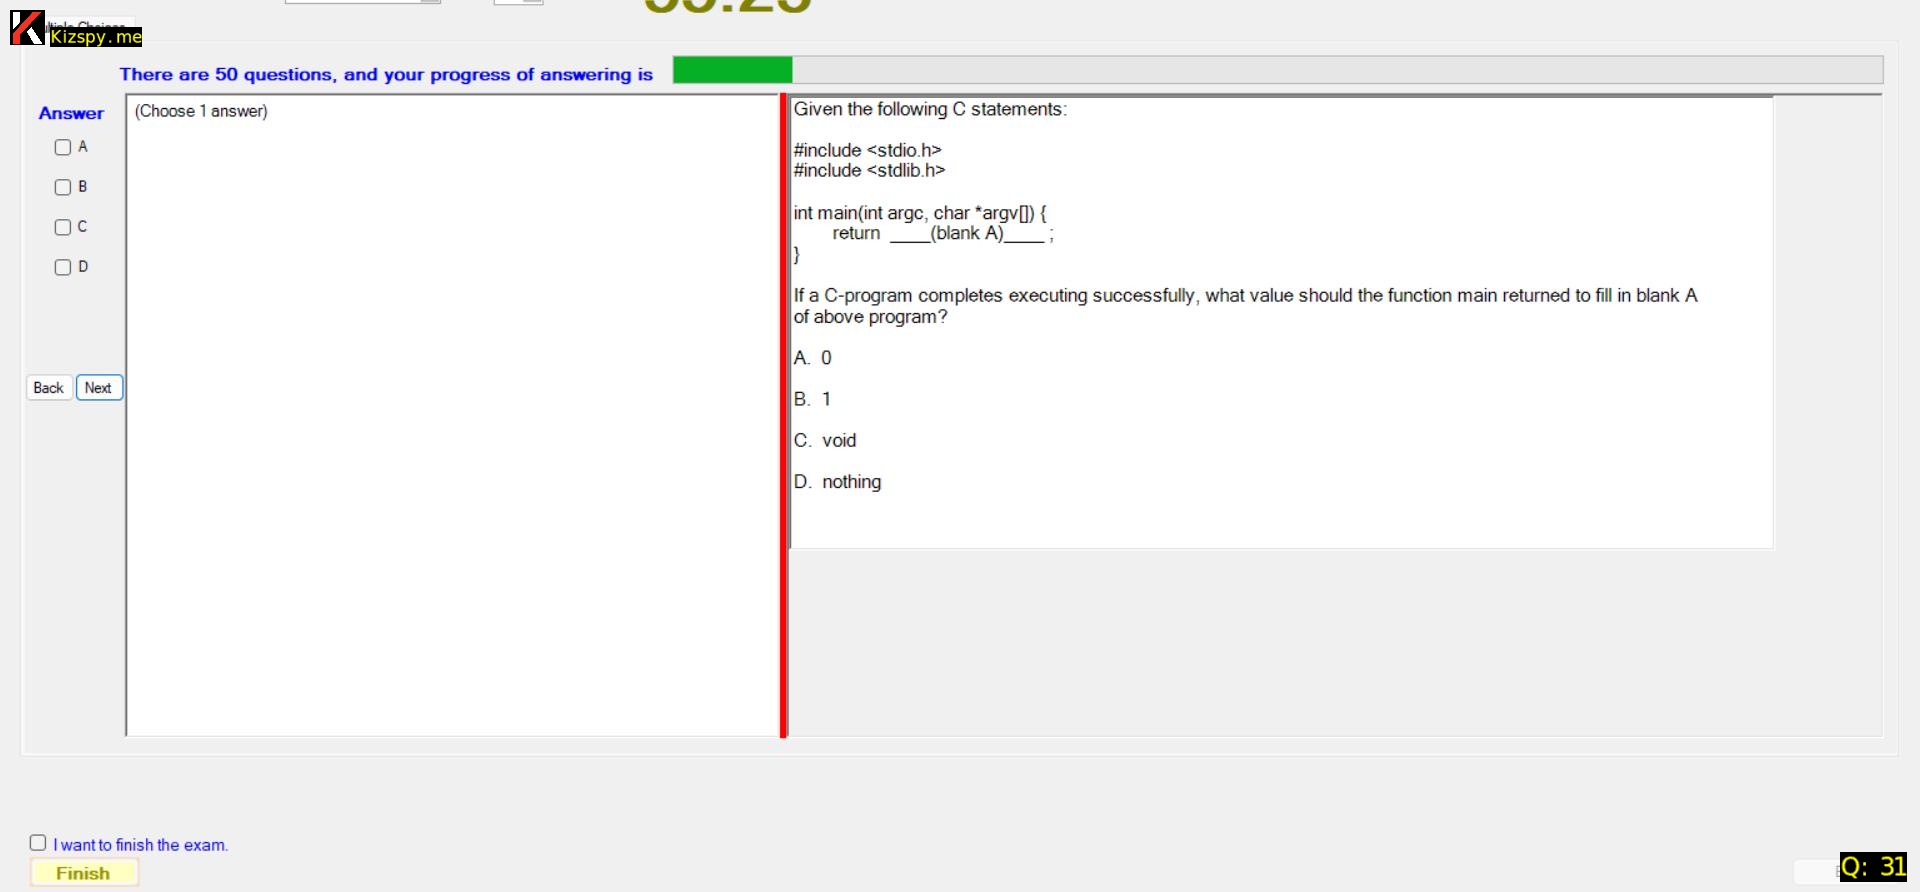 Kizspy.me
There are 50 questions, and your progress of answering is
Answer
(Choose 1 answer)
A
B
C
D
Back
Next
Given the following C statements:
#include <stdio.h>
#include <stdlib.h>
int main(int argc, char *argv[]) {
return ____(blank A)____ ;
}
If a C-program completes executing successfully, what value should the function main returned to fill in blank A
of above program?
A. 0
B. 1
C. void
D. nothing
I want to finish the exam.
Finish
Q: 31